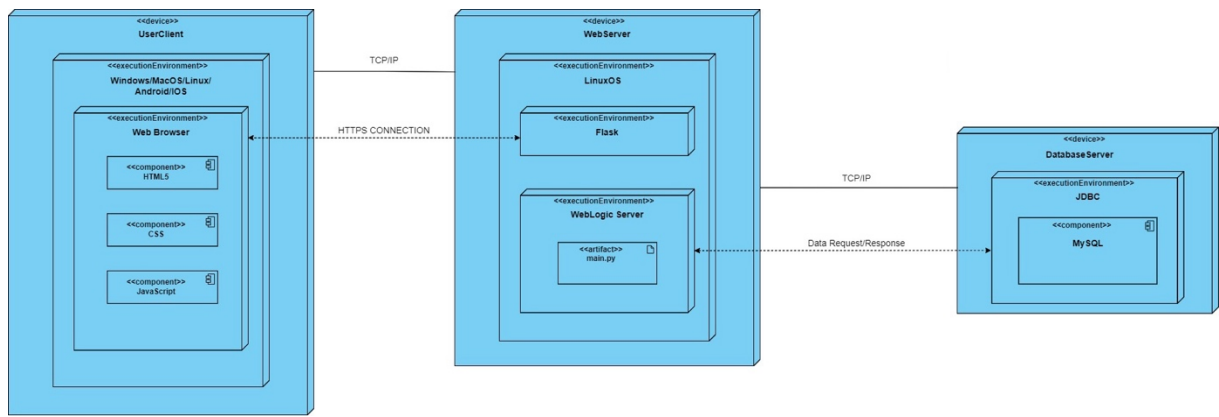 <<device>>
UserClient
<<executionEnvironment>>
Windows/MacOS/Linux/
Android/IOS
<<executionEnvironment>>
Web Browser
<<component>>
HTML5
<<component>>
CSS
<<component>>
JavaScript
TCP/IP
HTTPS CONNECTION
<<device>>
WebServer
<<executionEnvironment>>
LinuxOS
<<executionEnvironment>>
Flask
<<executionEnvironment>>
WebLogic Server
<<artifact>>
main.py
TCP/IP
Data Request/Response
<<device>>
DatabaseServer
<<executionEnvironment>>
JDBC
<<component>>
MySQL